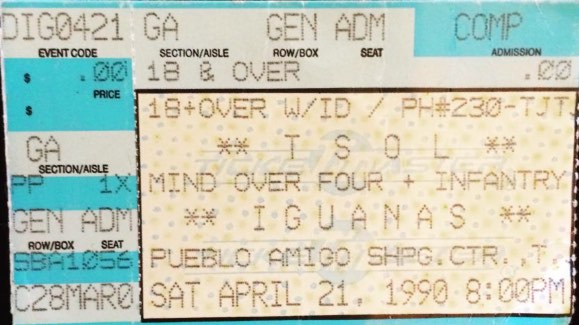 DIG0421 GA GEN ADM COMP
EVENT CODE SECTION/AISLE ROW/BOX SEAT ADMISSION
$ .00 18 & OVER .00
PRICE
$
18+OVER W/ID / PH#230-TJT
GA ** T S O L **
SECTION/AISLE
PP 1X MIND OVER FOUR + INFANTRY
GEN ADM ** I G U A N A S **
ROW/BOX SEAT
SBA1056 PUEBLO AMIGO SHPG.CTR.,T.
C28MAR0 SAT APRIL 21, 1990 8:00PM